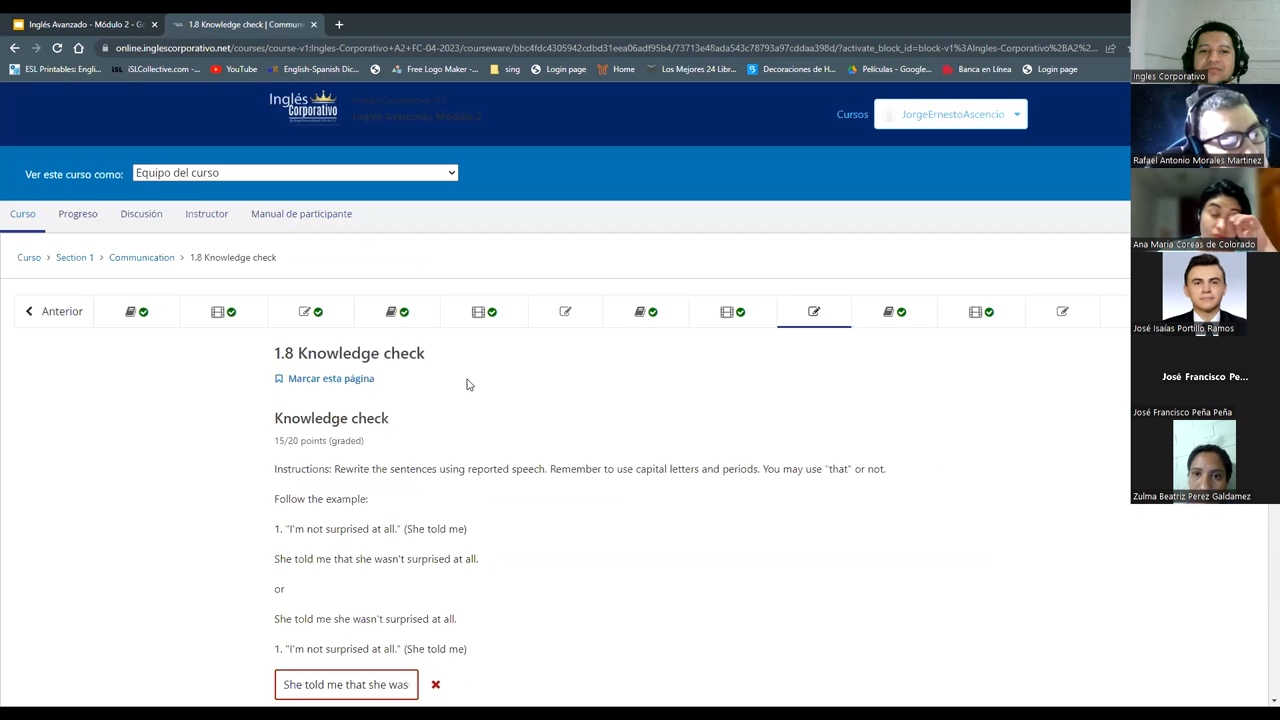 Inglés Avanzado - Módulo 2 - Go
1.8 Knowledge check | Commun
online.inglescorporativo.net/courses/course-v1:Ingles-Corporativo+A2+FC-04-2023/courseware/bbc4fdc4305942cdbd31eea06adf95b4/73713e48ada543c78793a97cddaa398d/?activate_block_id=block-v1%3AIngles-Corporativo%2BA2%...
ESL Printables: Engli...
iSLCollective.com -...
YouTube
English-Spanish Dic...
Free Logo Maker -...
sing
Login page
Home
Los Mejores 24 Libr...
Decoraciones de H...
Películas - Google...
Banca en Línea
Login page
Inglés
Corporativo
Inglés Avanzado Módulo 2
Cursos
JorgeErnestoAscencio
Ver este curso como:
Equipo del curso
Curso
Progreso
Discusión
Instructor
Manual de participante
Curso > Section 1 > Communication > 1.8 Knowledge check
Anterior
1.8 Knowledge check
Marcar esta página
Knowledge check
15/20 points (graded)
Instructions: Rewrite the sentences using reported speech. Remember to use capital letters and periods. You may use "that" or not.
Follow the example:
1. "I'm not surprised at all." (She told me)
She told me that she wasn't surprised at all.
or
She told me she wasn't surprised at all.
1. "I'm not surprised at all." (She told me)
She told me that she was
Ingles Corporativo
Rafael Antonio Morales Martinez
Ana Maria Coreas de Colorado
José Isaías Portillo Ramos
José Francisco Pe...
José Francisco Peña Peña
Zulma Beatriz Perez Galdamez